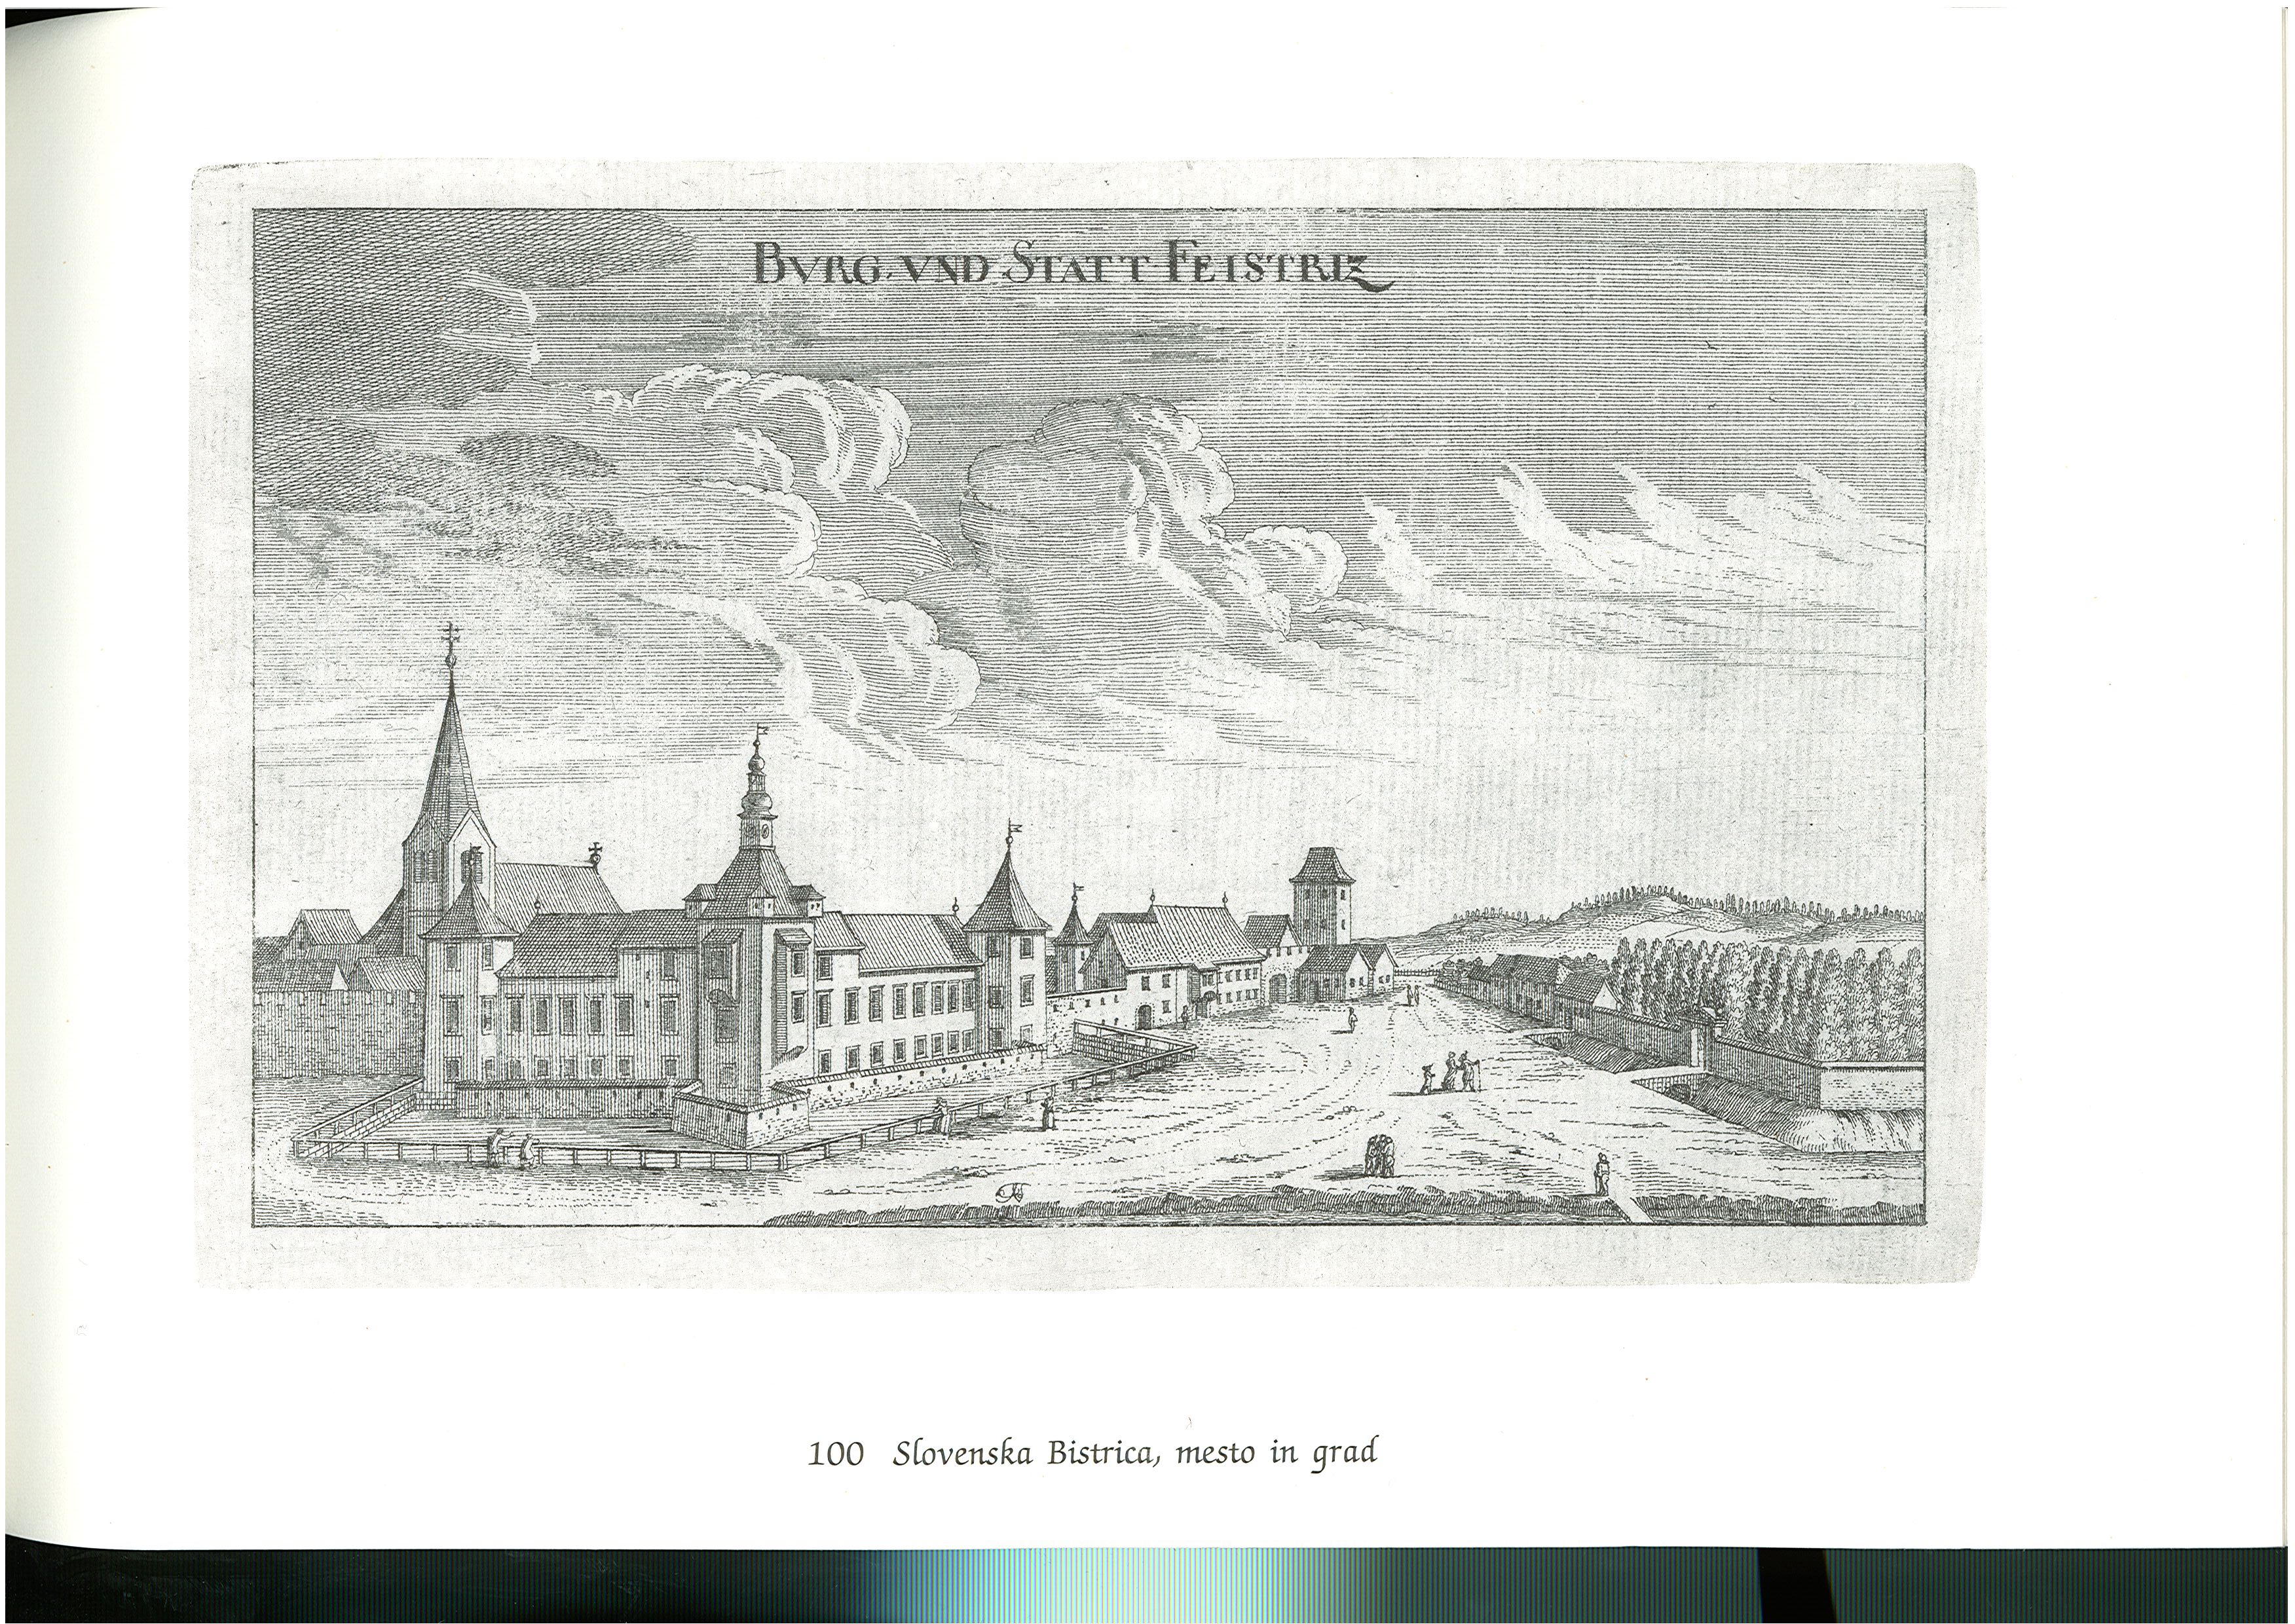 BVRG. VND STATT FEISTRIZ
100 Slovenska Bistrica, mesto in grad